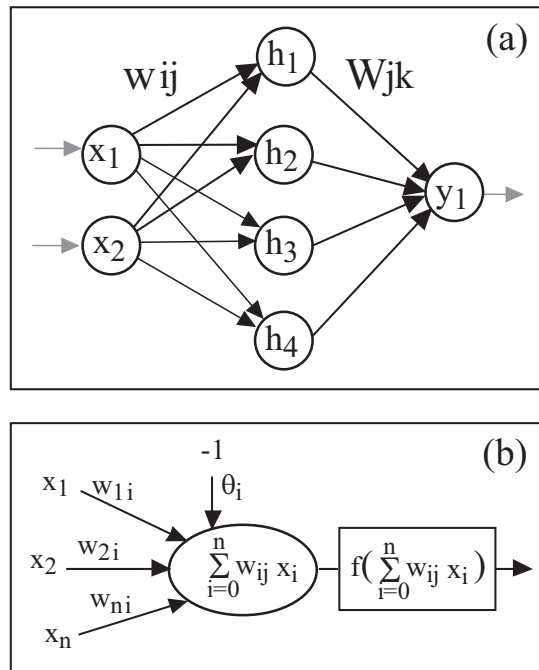 (a)
wij
Wjk
h1
x1
h2
y1
x2
h3
h4
(b)
-1
x1
w1i
θi
x2
w2i
n
∑ wij xi
i=0
f( n
∑ wij xi )
i=0
wni
xn